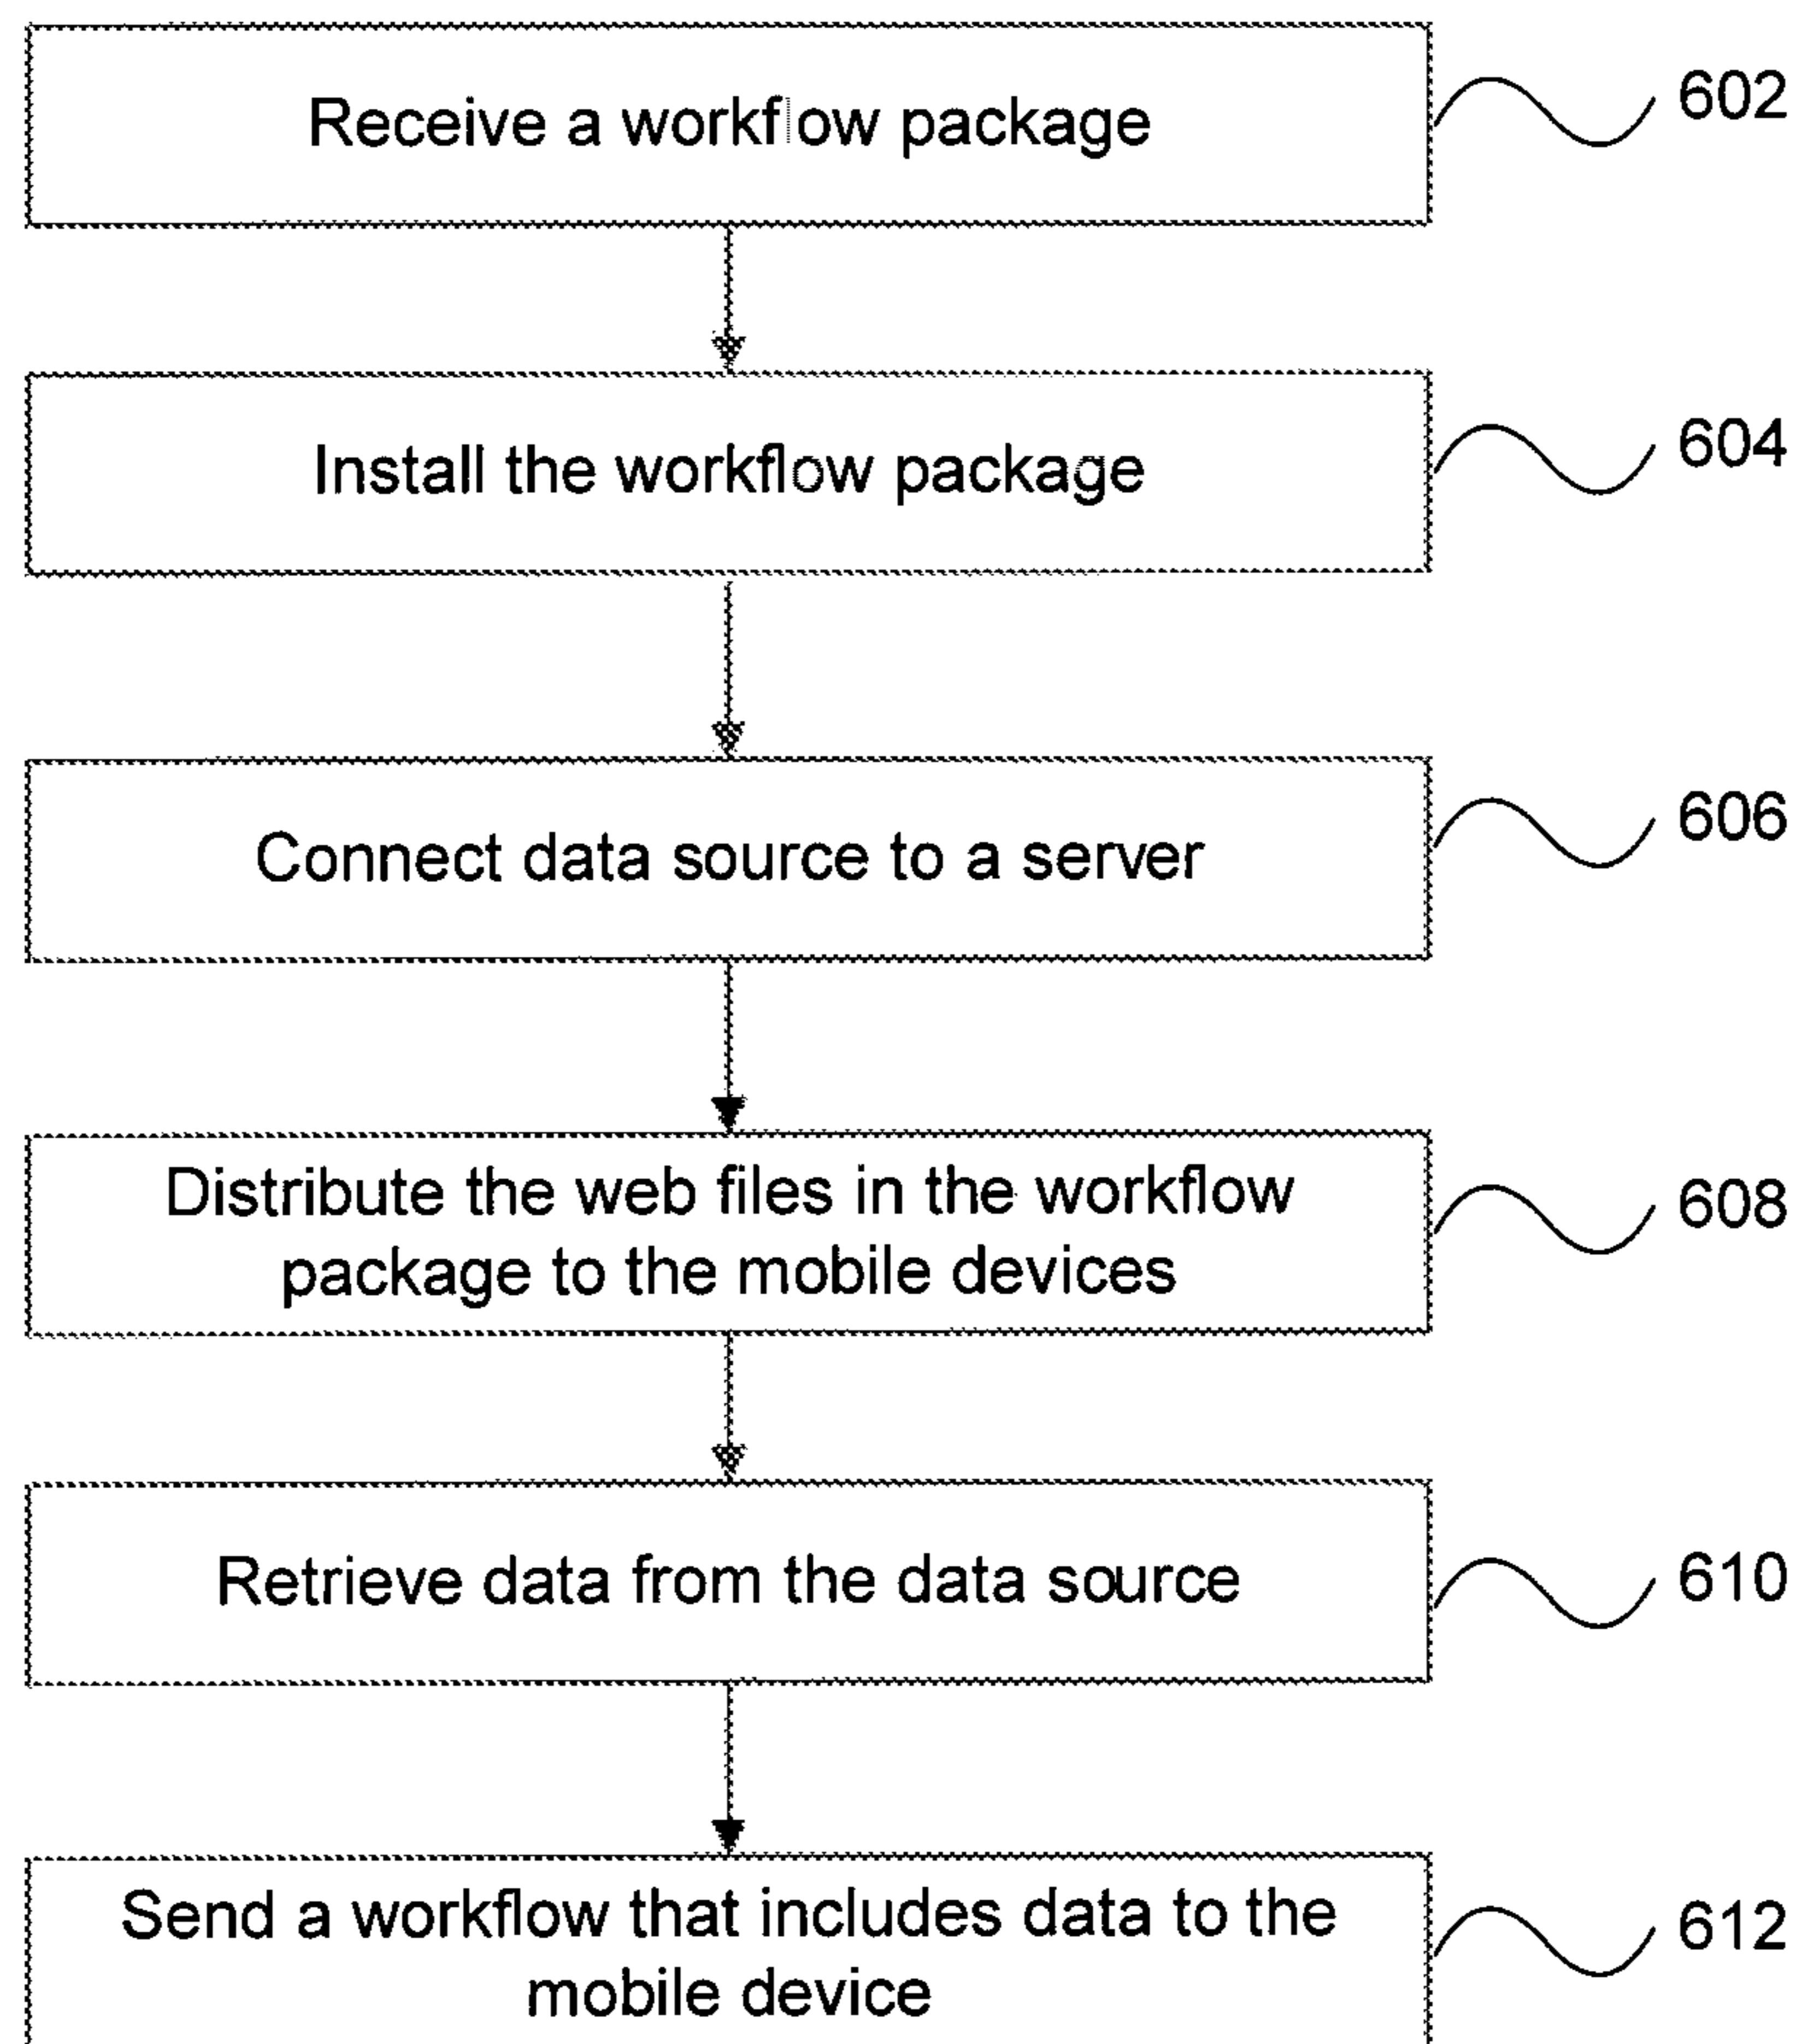 Receive a workflow package
602
Install the workflow package
604
Connect data source to a server
606
Distribute the web files in the workflow
package to the mobile devices
608
Retrieve data from the data source
610
Send a workflow that includes data to the
mobile device
612